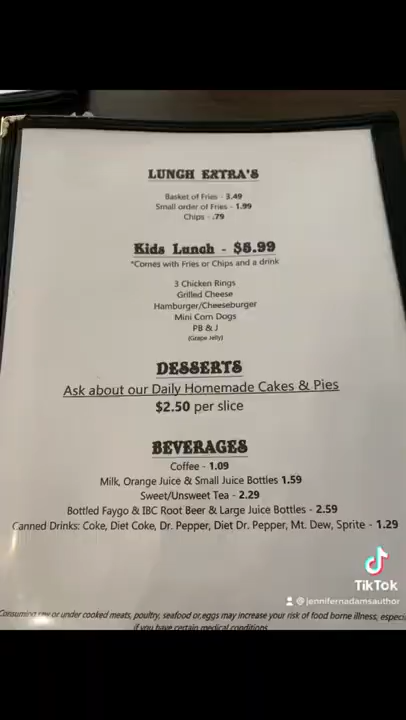 LUNCH EXTRA'S
Basket of Fries - 3.49
Small order of Fries - 1.99
Chips - .79
Kids Lunch - $5.99
*Comes with Fries or Chips and a drink
3 Chicken Rings
Grilled Cheese
Hamburger/Cheeseburger
Mini Corn Dogs
PB & J
(Grape Jelly)
DESSERTS
Ask about our Daily Homemade Cakes & Pies
$2.50 per slice
BEVERAGES
Coffee - 1.09
Milk, Orange Juice & Small Juice Bottles 1.59
Sweet/Unsweet Tea - 2.29
Bottled Faygo & IBC Root Beer & Large Juice Bottles - 2.59
Canned Drinks: Coke, Diet Coke, Dr. Pepper, Diet Dr. Pepper, Mt. Dew, Sprite - 1.29
TikTok
@jennifernadamsauthor
Consuming raw or under cooked meats, poultry, seafood or eggs may increase your risk of food borne illness, especi
if you have certain medical conditions